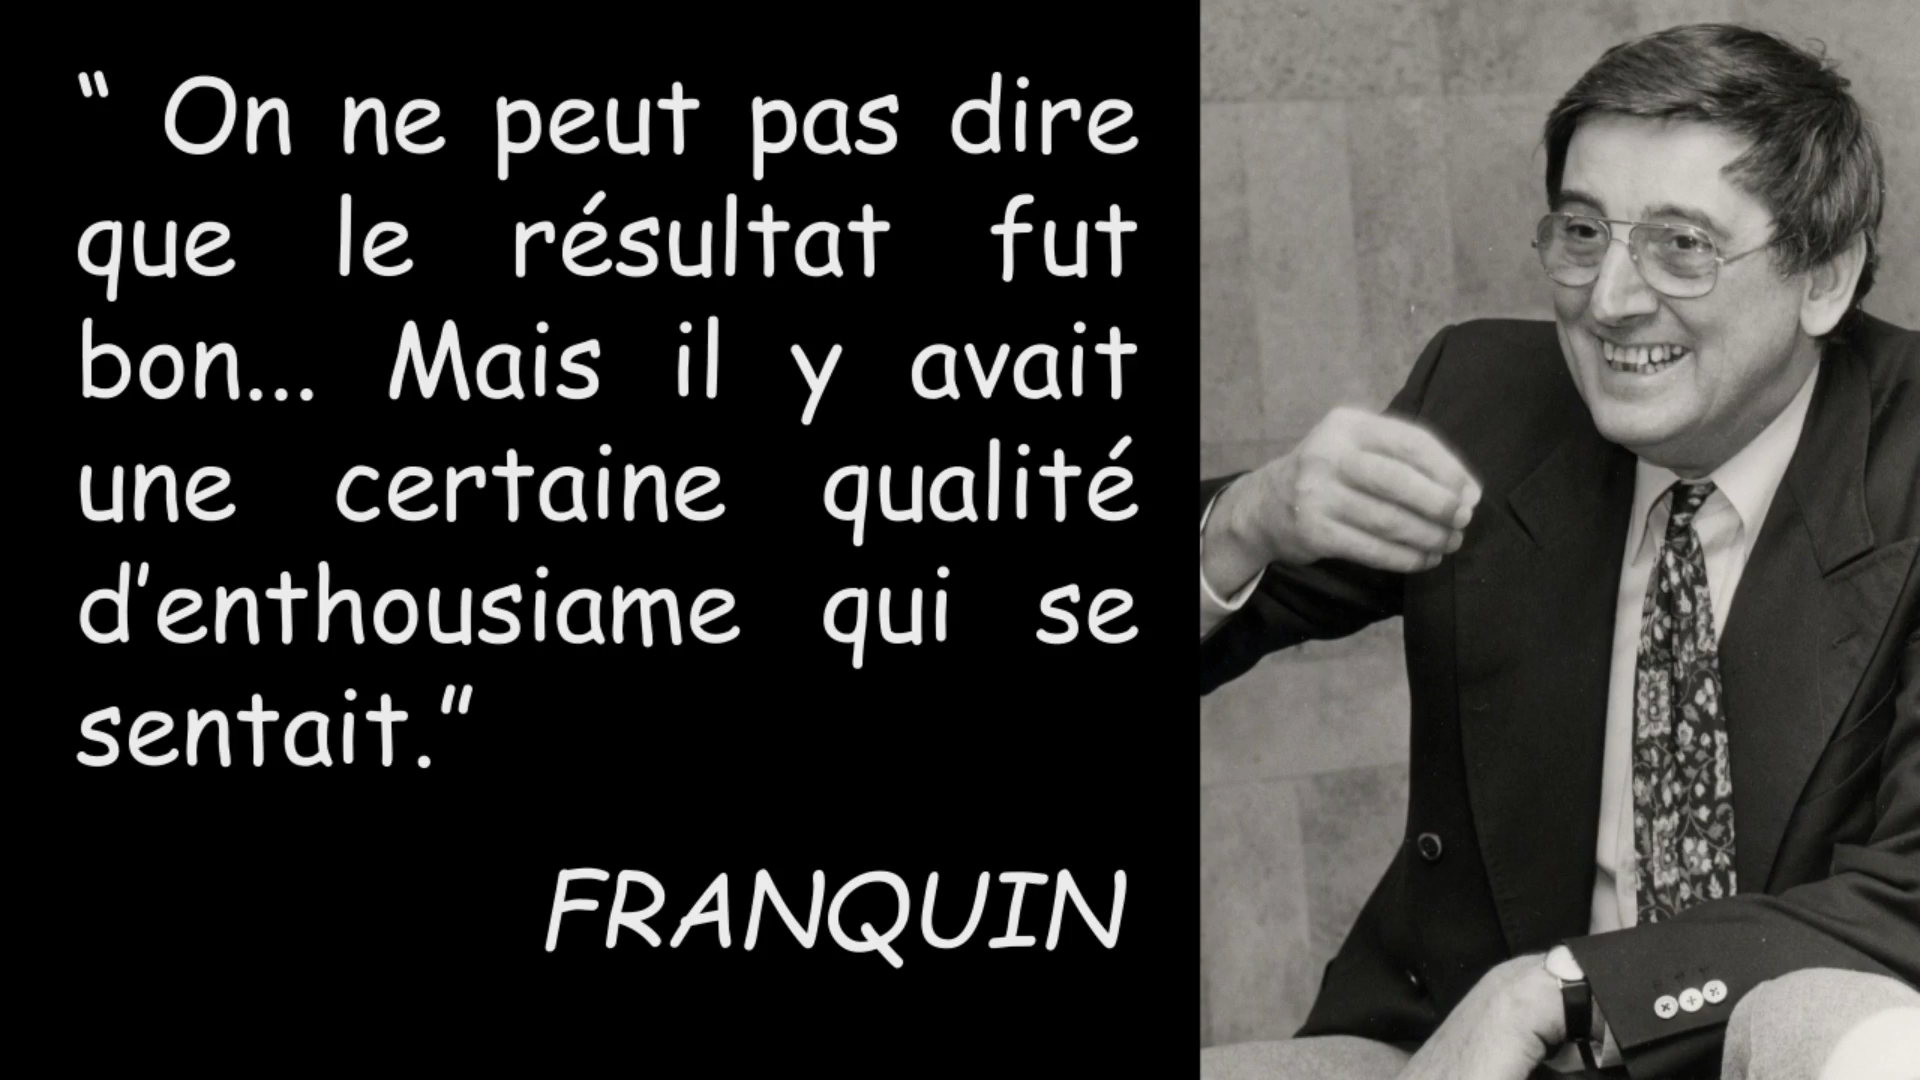 “ On ne peut pas dire
que le résultat fut
bon... Mais il y avait
une certaine qualité
d’enthousiame qui se
sentait.”
FRANQUIN